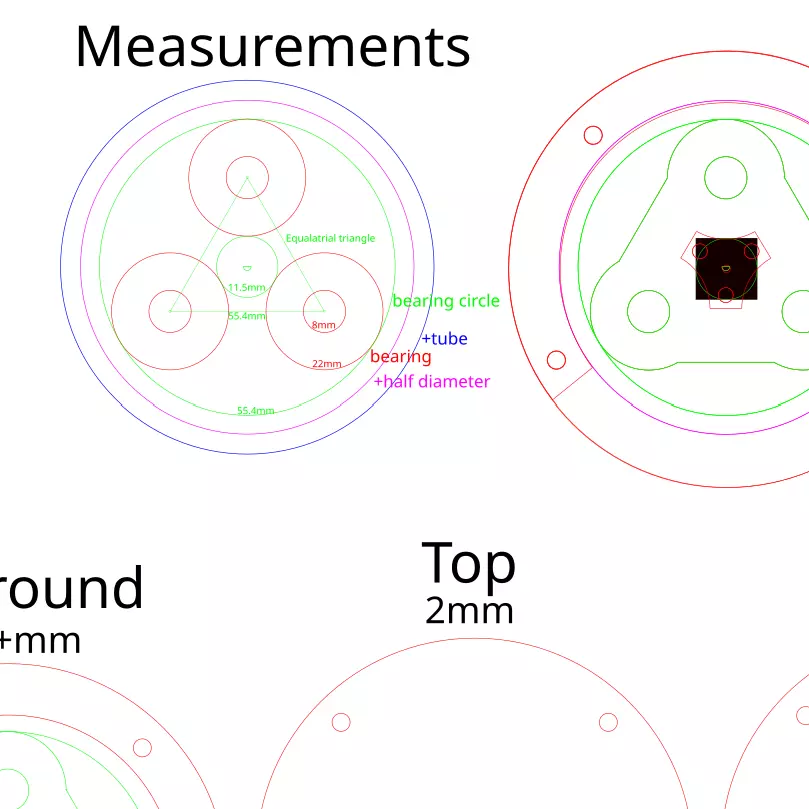 Measurements
Equalatrial triangle
11.5mm
bearing circle
55.4mm
8mm
+tube
bearing
22mm
+half diameter
55.4mm
Top
round
2mm
+mm